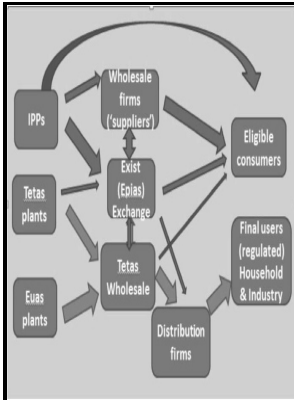 Wholesale
firms
('suppliers')
IPPs
Eligible
consumers
Exist
(Epias)
Exchange
Tetas
plants
Final users
(regulated)
Household
& Industry
Tetas
Wholesale
Euas
plants
Distribution
firms